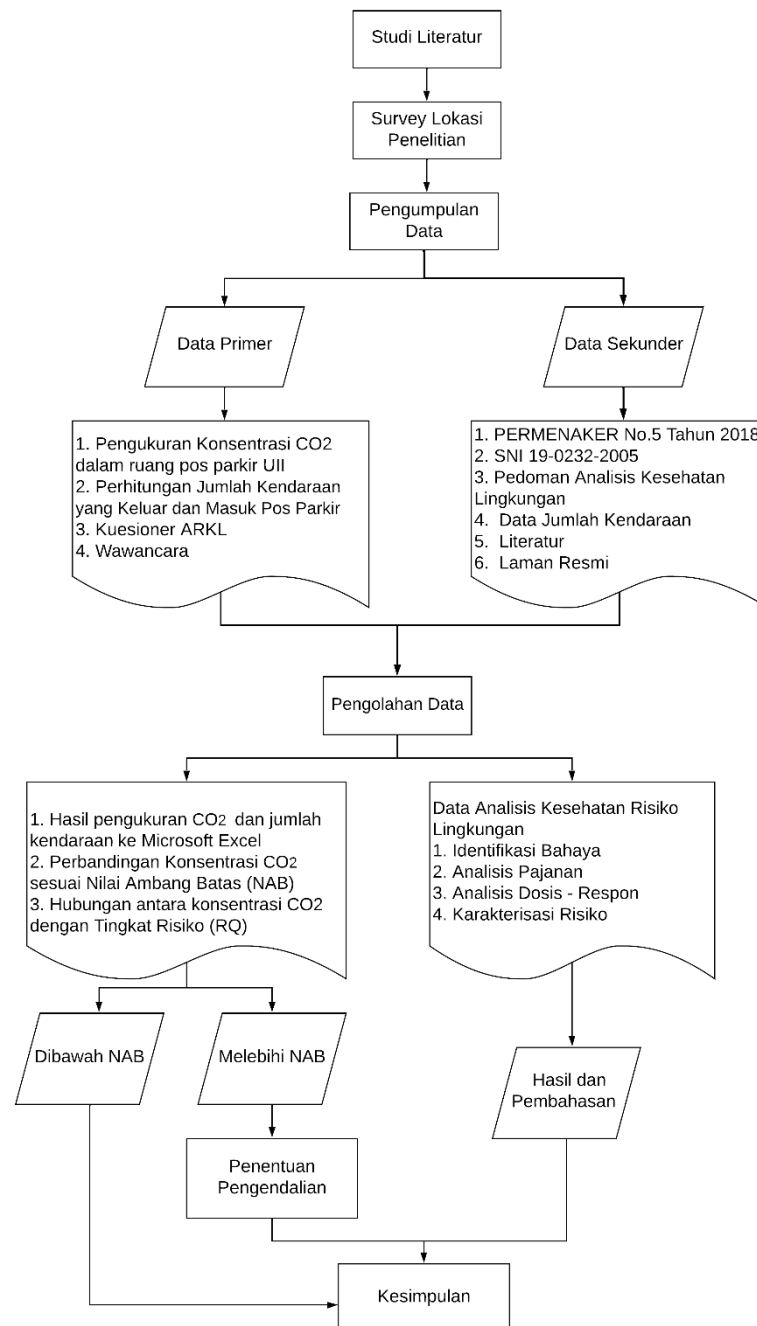 Studi Literatur
Survey Lokasi
Penelitian
Pengumpulan
Data
Data Primer
Data Sekunder
1. Pengukuran Konsentrasi CO2
dalam ruang pos parkir UII
2. Perhitungan Jumlah Kendaraan
yang Keluar dan Masuk Pos Parkir
3. Kuesioner ARKL
4. Wawancara
1. PERMENAKER No.5 Tahun 2018
2. SNI 19-0232-2005
3. Pedoman Analisis Kesehatan
Lingkungan
4. Data Jumlah Kendaraan
5. Literatur
6. Laman Resmi
Pengolahan Data
1. Hasil pengukuran CO2 dan jumlah
kendaraan ke Microsoft Excel
2. Perbandingan Konsentrasi CO2
sesuai Nilai Ambang Batas (NAB)
3. Hubungan antara konsentrasi CO2
dengan Tingkat Risiko (RQ)
Data Analisis Kesehatan Risiko
Lingkungan
1. Identifikasi Bahaya
2. Analisis Pajanan
3. Analisis Dosis - Respon
4. Karakterisasi Risiko
Dibawah NAB
Melebihi NAB
Hasil dan
Pembahasan
Penentuan
Pengendalian
Kesimpulan